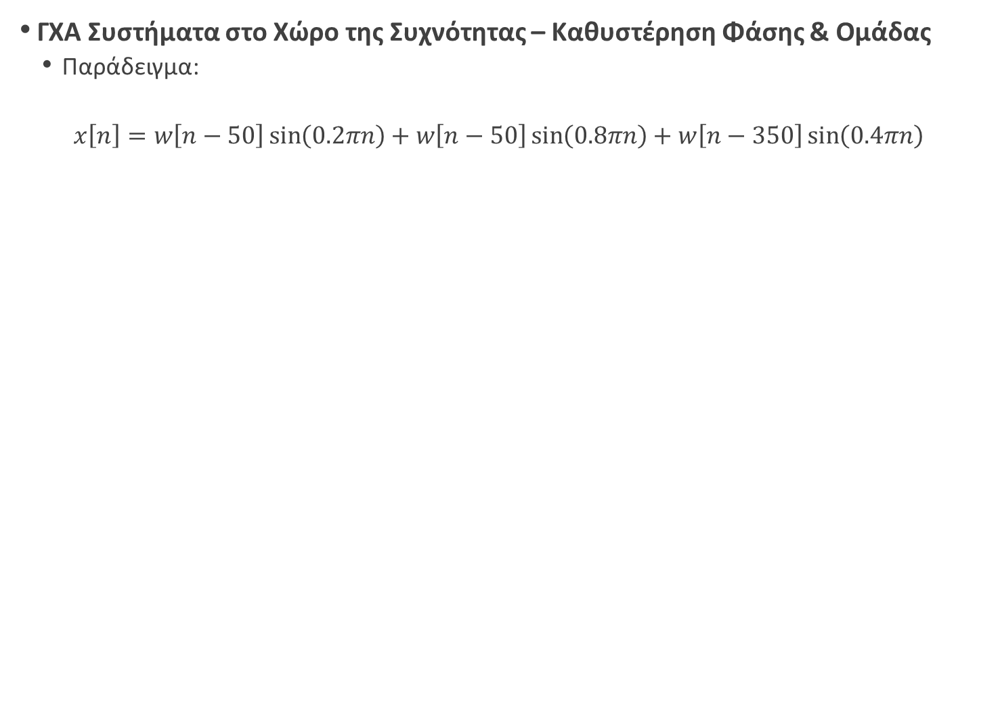 • ΓΧΑ Συστήματα στο Χώρο της Συχνότητας – Καθυστέρηση Φάσης & Ομάδας
• Παράδειγμα:
x[n] = w[n − 50] sin(0.2πn) + w[n − 50] sin(0.8πn) + w[n − 350] sin(0.4πn)